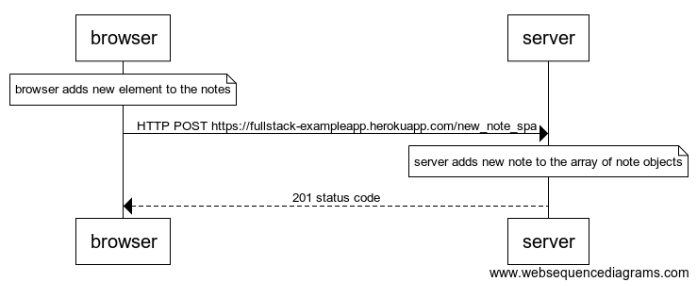 browser
server
browser adds new element to the notes
HTTP POST https://fullstack-exampleapp.herokuapp.com/new_note_spa
server adds new note to the array of note objects
201 status code
browser
server
www.websequencediagrams.com